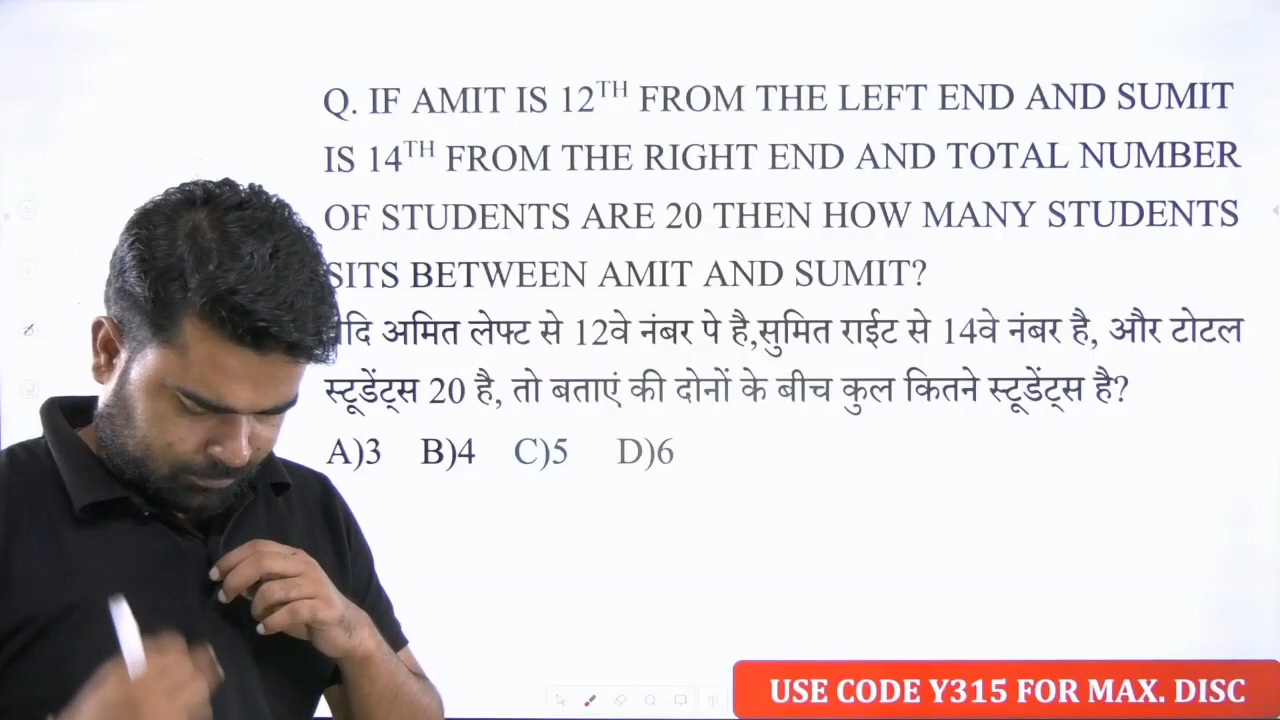 Q. IF AMIT IS 12TH FROM THE LEFT END AND SUMIT
IS 14TH FROM THE RIGHT END AND TOTAL NUMBER
OF STUDENTS ARE 20 THEN HOW MANY STUDENTS
SITS BETWEEN AMIT AND SUMIT?
अमित लेफ्ट से 12वे नंबर पे है,सुमित राईट से 14वे नंबर है, और टोटल
स्टूडेंट्स 20 है, तो बताएं की दोनों के बीच कुल कितने स्टूडेंट्स है?
A)3 B)4 C)5 D)6
USE CODE Y315 FOR MAX. DISC